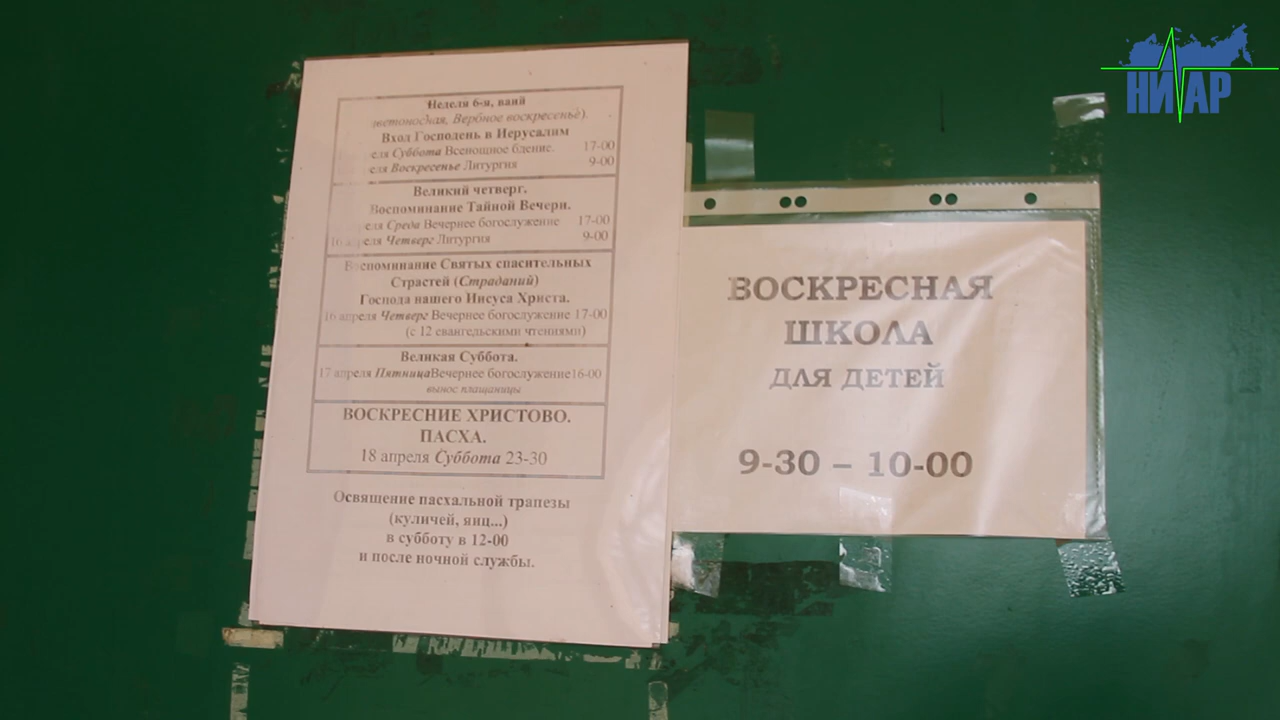 Неделя 6-я, ваий
(ветоносная, Вербное воскресенье).
Вход Господень в Иерусалим
Суббота Всенощное бдение. 17-00
Воскресенье Литургия 9-00
Великий четверг.
Воспоминание Тайной Вечери.
Среда Вечернее богослужение 17-00
16 апреля Четверг Литургия 9-00
Воспоминание Святых спасительных
Страстей (Страданий)
Господа нашего Иисуса Христа.
16 апреля Четверг Вечернее богослужение 17-00
(с 12 евангельскими чтениями)
Великая Суббота.
17 апреля Пятница Вечернее богослужение 16-00
вынос плащаницы
ВОСКРЕСНИЕ ХРИСТОВО.
ПАСХА.
18 апреля Суббота 23-30
Освящение пасхальной трапезы
(куличей, яиц...)
в субботу в 12-00
и после ночной службы.
ВОСКРЕСНАЯ
ШКОЛА
ДЛЯ ДЕТЕЙ
9-30 – 10-00